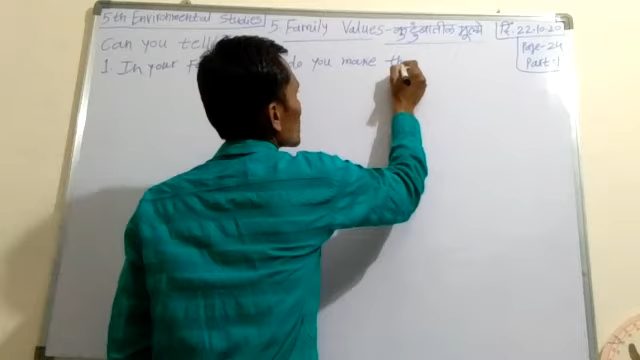 5th Environmental Studies 5. Family Values - कुटुंबातील मूल्ये दि. 22.10.20
Can you tell Page-24
1. In your do you make th Part:1